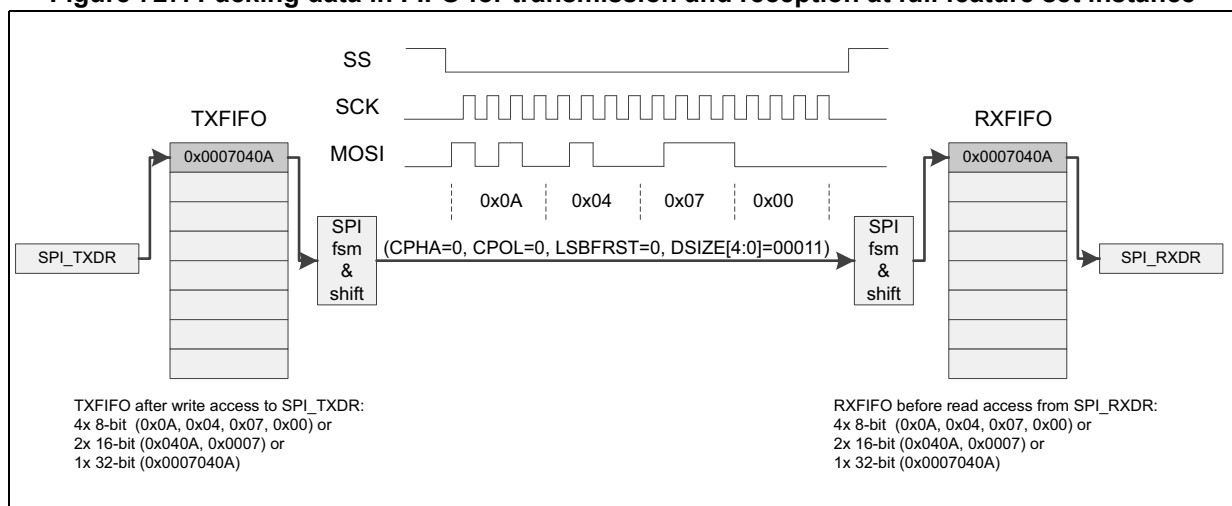 Packing data in FIFO for transmission and reception at full feature set instance
SS
SCK
MOSI
TXFIFO
RXFIFO
0x0007040A
0x0007040A
0x0A
0x04
0x07
0x00
SPI_TXDR
SPI
fsm
&
shift
(CPHA=0, CPOL=0, LSBFRST=0, DSIZE[4:0]=00011)
SPI
fsm
&
shift
SPI_RXDR
TXFIFO after write access to SPI_TXDR:
4x 8-bit (0x0A, 0x04, 0x07, 0x00) or
2x 16-bit (0x040A, 0x0007) or
1x 32-bit (0x0007040A)
RXFIFO before read access from SPI_RXDR:
4x 8-bit (0x0A, 0x04, 0x07, 0x00) or
2x 16-bit (0x040A, 0x0007) or
1x 32-bit (0x0007040A)